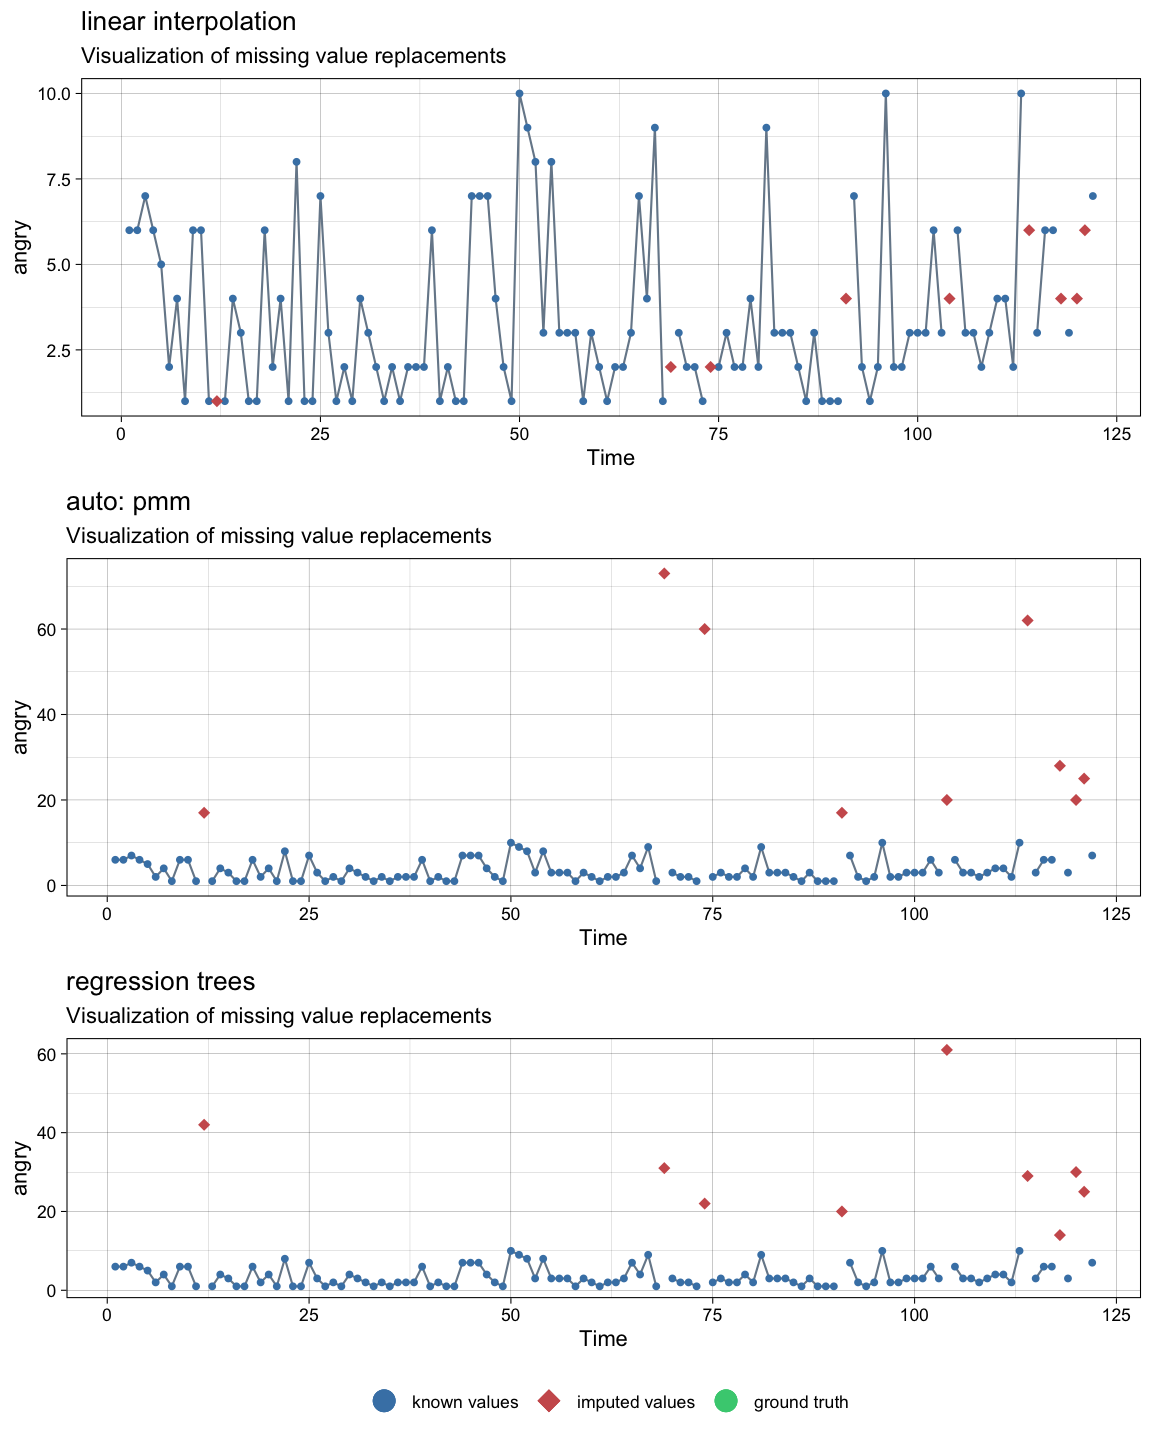 linear interpolation
Visualization of missing value replacements
10.0
7.5
5.0
2.5
angry
0 25 50 75 100 125
Time
auto: pmm
Visualization of missing value replacements
60
40
20
0
angry
0 25 50 75 100 125
Time
regression trees
Visualization of missing value replacements
60
40
20
0
angry
0 25 50 75 100 125
Time
known values imputed values ground truth